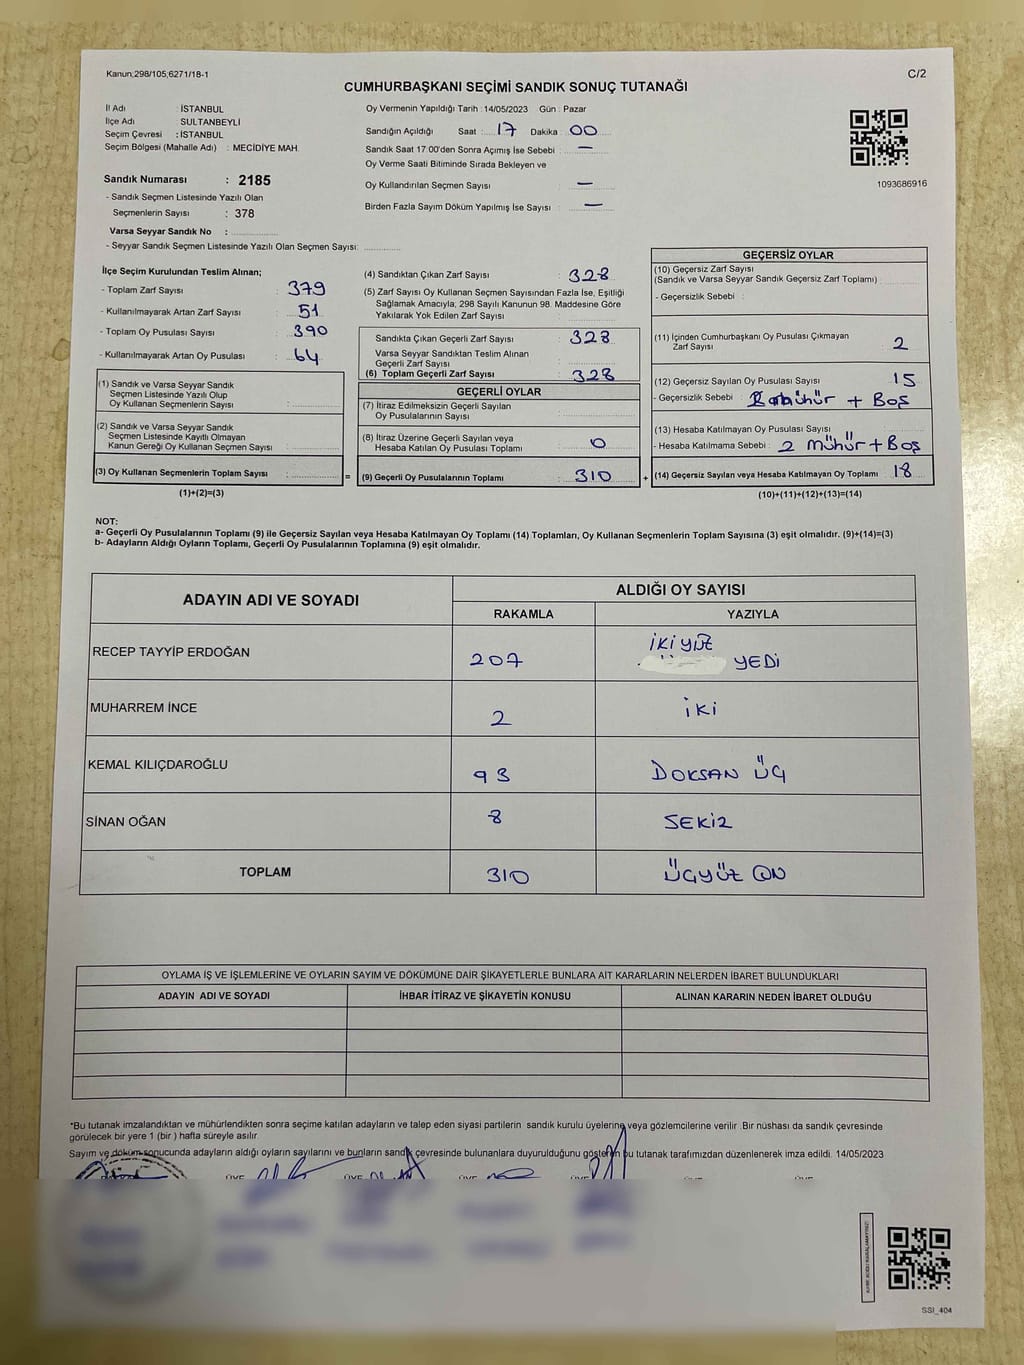 Kanun;298/105;6271/18-1
C/2
CUMHURBAŞKANI SEÇİMİ SANDIK SONUÇ TUTANAĞI
İl Adı : İSTANBUL
İlçe Adı : SULTANBEYLİ
Seçim Çevresi : İSTANBUL
Seçim Bölgesi (Mahalle Adı) : MECİDİYE MAH.
Sandık Numarası : 2185
- Sandık Seçmen Listesinde Yazılı Olan
Seçmenlerin Sayısı : 378
Varsa Seyyar Sandık No :
- Seyyar Sandık Seçmen Listesinde Yazılı Olan Seçmen Sayısı:
Oy Vermenin Yapıldığı Tarih : 14/05/2023 Gün : Pazar
Sandığın Açıldığı Saat : 17 Dakika : 00
Sandık Saat 17:00'den Sonra Açımış İse Sebebi : —
Oy Verme Saati Bitiminde Sırada Bekleyen ve
Oy Kullandırılan Seçmen Sayısı : —
Birden Fazla Sayım Döküm Yapılmış İse Sayısı : —
1093686916
İlçe Seçim Kurulundan Teslim Alınan;
- Toplam Zarf Sayısı : 379
- Kullanılmayarak Artan Zarf Sayısı : 51
- Toplam Oy Pusulası Sayısı : 390
- Kullanılmayarak Artan Oy Pusulası : 64
(1) Sandık ve Varsa Seyyar Sandık
Seçmen Listesinde Yazılı Olup
Oy Kullanan Seçmenlerin Sayısı :
(2) Sandık ve Varsa Seyyar Sandık
Seçmen Listesinde Kayıtlı Olmayan
Kanun Gereği Oy Kullanan Seçmen Sayısı :
(3) Oy Kullanan Seçmenlerin Toplam Sayısı : =
(1)+(2)=(3)
(4) Sandıktan Çıkan Zarf Sayısı : 328
(5) Zarf Sayısı Oy Kullanan Seçmen Sayısından Fazla İse, Eşitliği
Sağlamak Amacıyla; 298 Sayılı Kanunun 98. Maddesine Göre
Yakılarak Yok Edilen Zarf Sayısı :
Sandıkta Çıkan Geçerli Zarf Sayısı : 328
Varsa Seyyar Sandıktan Teslim Alınan
Geçerli Zarf Sayısı :
(6) Toplam Geçerli Zarf Sayısı : 328
GEÇERLİ OYLAR
(7) İtiraz Edilmeksizin Geçerli Sayılan
Oy Pusulalarının Sayısı :
(8) İtiraz Üzerine Geçerli Sayılan veya
Hesaba Katılan Oy Pusulası Toplamı : 0
(9) Geçerli Oy Pusulalarının Toplamı : 310 +
GEÇERSİZ OYLAR
(10) Geçersiz Zarf Sayısı
(Sandık ve Varsa Seyyar Sandık Geçersiz Zarf Toplamı) :
- Geçersizlik Sebebi :
(11) İçinden Cumhurbaşkanı Oy Pusulası Çıkmayan
Zarf Sayısı : 2
(12) Geçersiz Sayılan Oy Pusulası Sayısı : 15
- Geçersizlik Sebebi : mühür + Boş
(13) Hesaba Katılmayan Oy Pusulası Sayısı :
- Hesaba Katılmama Sebebi : 2 mühür + Boş
(14) Geçersiz Sayılan veya Hesaba Katılmayan Oy Toplamı : 18
(10)+(11)+(12)+(13)=(14)
NOT:
a- Geçerli Oy Pusulalarının Toplamı (9) ile Geçersiz Sayılan veya Hesaba Katılmayan Oy Toplamı (14) Toplamları, Oy Kullanan Seçmenlerin Toplam Sayısına (3) eşit olmalıdır. (9)+(14)=(3)
b- Adayların Aldığı Oyların Toplamı, Geçerli Oy Pusulalarının Toplamına (9) eşit olmalıdır.
ADAYIN ADI VE SOYADI
ALDIĞI OY SAYISI
RAKAMLA YAZIYLA
RECEP TAYYİP ERDOĞAN 207 İKİYÜZ
YEDİ
MUHARREM İNCE 2 İKİ
KEMAL KILIÇDAROĞLU 93 DOKSAN ÜÇ
SİNAN OĞAN 8 SEKİZ
TOPLAM 310 ÜÇYÜZ ON
OYLAMA İŞ VE İŞLEMLERİNE VE OYLARIN SAYIM VE DÖKÜMÜNE DAİR ŞİKAYETLERLE BUNLARA AİT KARARLARIN NELERDEN İBARET BULUNDUKLARI
ADAYIN ADI VE SOYADI İHBAR İTİRAZ VE ŞİKAYETİN KONUSU ALINAN KARARIN NEDEN İBARET OLDUĞU
*Bu tutanak imzalandıktan ve mühürlendikten sonra seçime katılan adayların ve talep eden siyasi partilerin sandık kurulu üyelerine veya gözlemcilerine verilir .Bir nüshası da sandık çevresinde
görülecek bir yere 1 (bir ) hafta süreyle asılır.
Sayım ve döküm sonucunda adayların aldığı oyların sayılarını ve bunların sandık çevresinde bulunanlara duyurulduğunu gösteren bu tutanak tarafımızdan düzenlenerek imza edildi. 14/05/2023
SSI_404